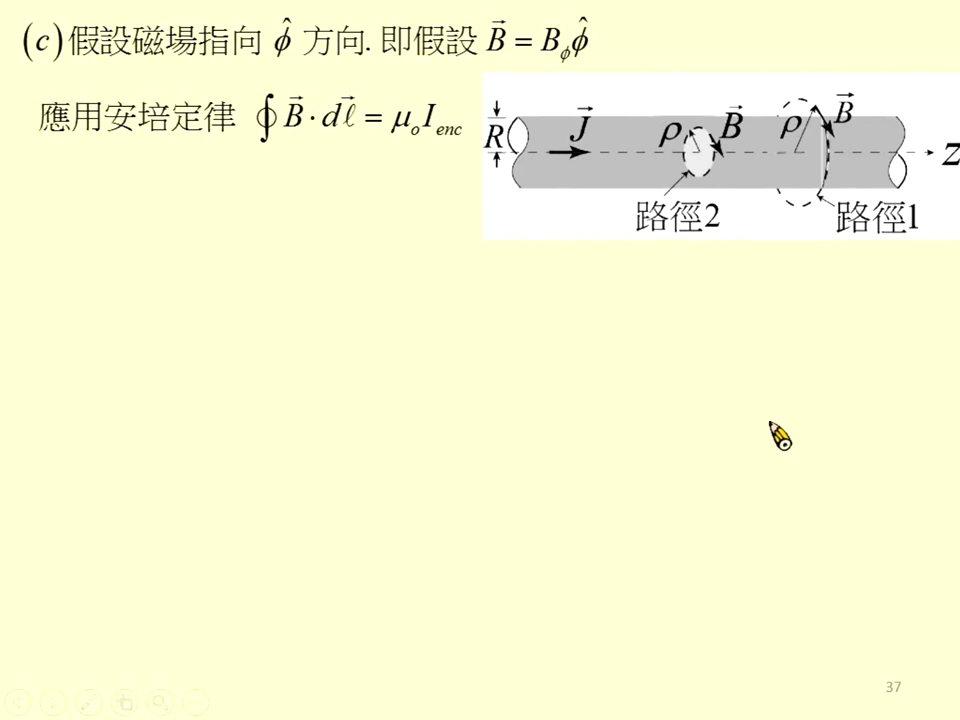 (c) 假設磁場指向 φ̂ 方向. 即假設 B⃗ = B_ϕ φ̂
應用安培定律 ∮ B⃗ · dℓ⃗ = μ_o I_enc
R J⃗ ρ B⃗ ρ B⃗ z
路徑2 路徑1
37